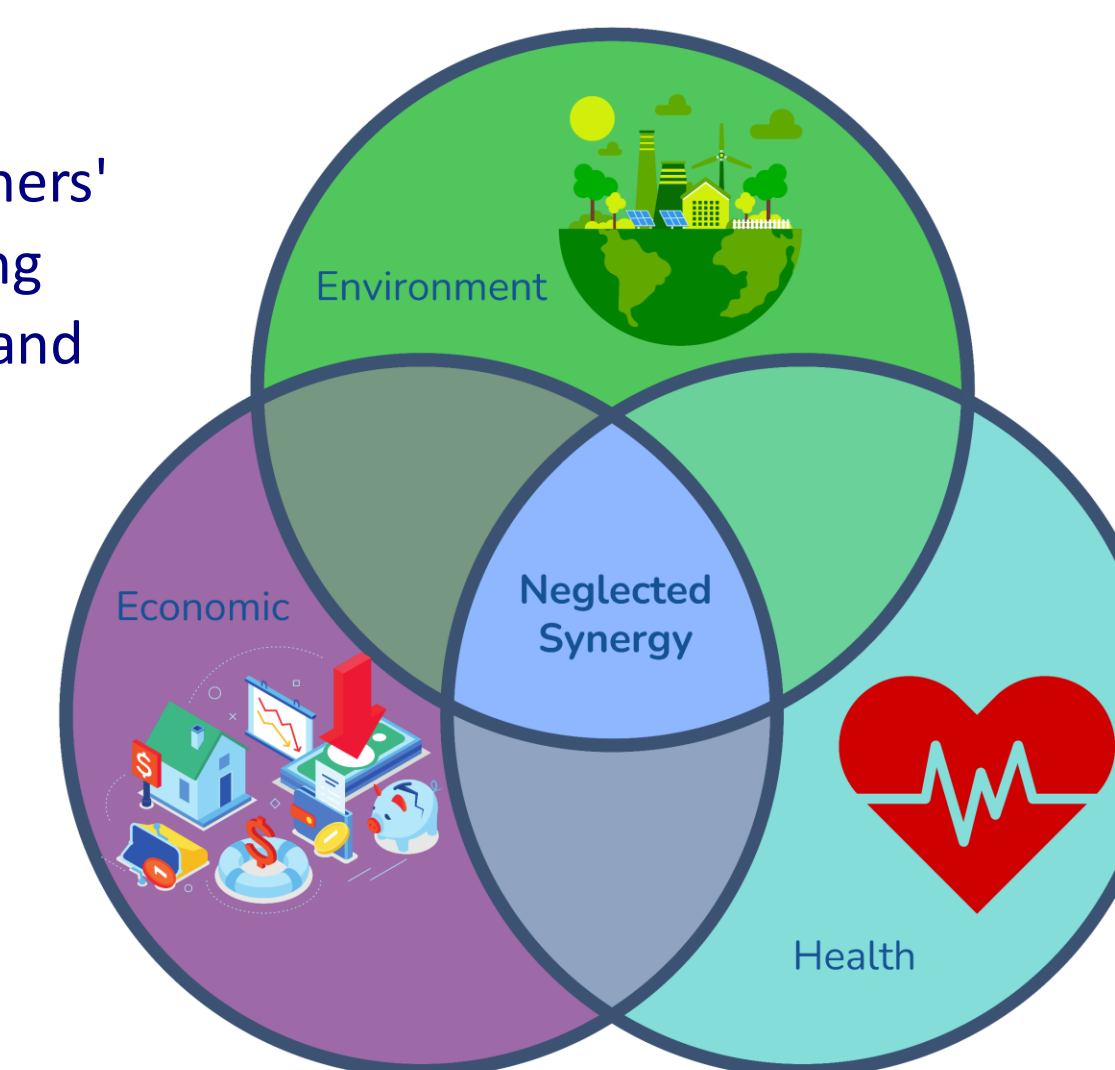 ners'
ng
and
Environment
Economic
Neglected
Synergy
Health
$
$